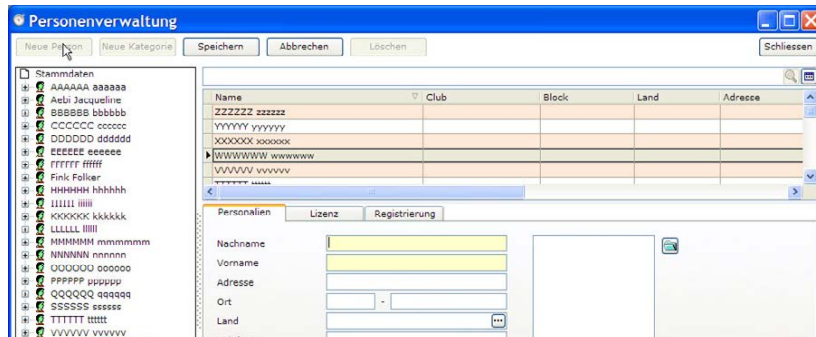 Personenverwaltung
Neue Person Neue Kategorie Speichern Abbrechen Löschen Schliessen
Stammdaten
AAAAAA aaaaaa
Aebi Jacqueline
BBBBBB bbbbbb
CCCCCC cccccc
DDDDDD dddddd
EEEEEE eeeeee
FFFFFF ffffff
Fink Folker
HHHHHH hhhhhh
IIIIII iiiiii
KKKKKK kkkkkk
LLLLLL llllll
MMMMMM mmmmmm
NNNNNN nnnnnn
OOOOOO oooooo
PPPPPP pppppp
QQQQQQ qqqqqq
SSSSSS ssssss
TTTTTT tttttt
VVVVVV vvvvvv
Name Club Block Land Adresse
ZZZZZZ zzzzzz
YYYYYY yyyyyy
XXXXXX xxxxxx
WWWWWW wwwwww
VVVVVV vvvvvv
TTTTTT tttttt
Personalien Lizenz Registrierung
Nachname
Vorname
Adresse
Ort -
Land